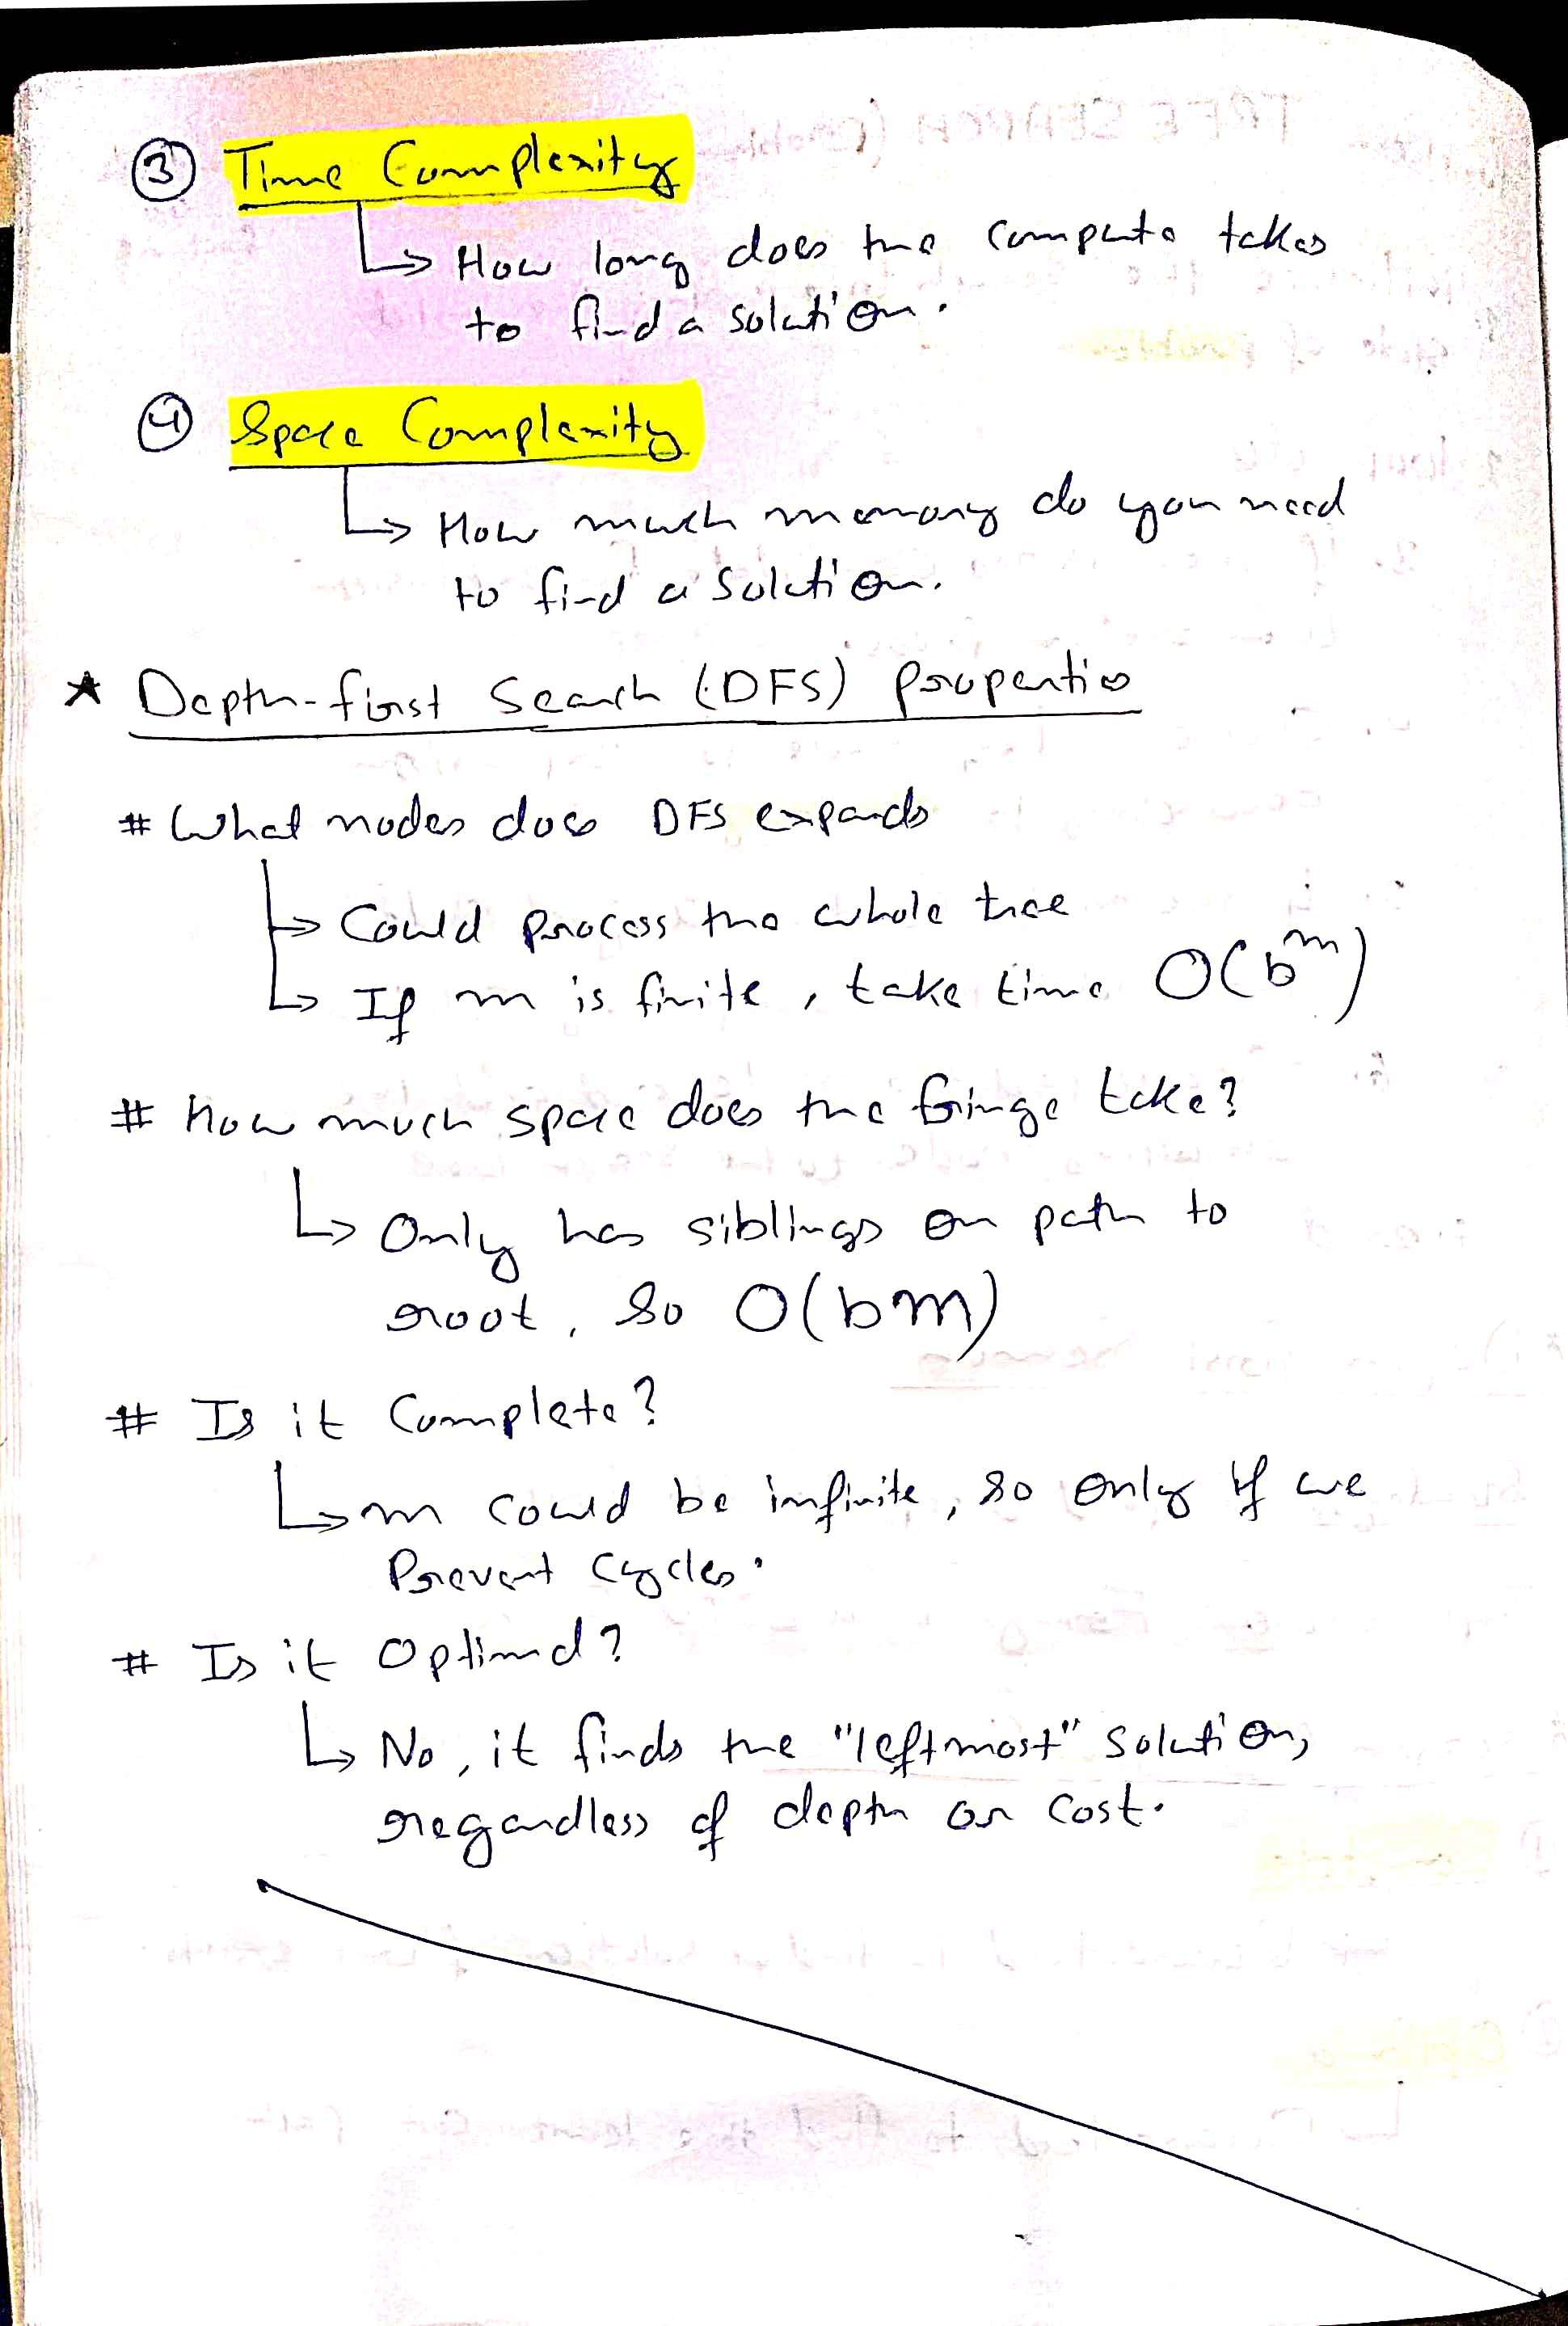 ③ Time Complexity
↳ How long does the compute takes
to find a solution.
④ Space Complexity
↳ How much memory do you need
to find a solution.
★ Depth-first Search (DFS) Properties
# What nodes does DFS expands
↳ Could process the whole tree
↳ If m is finite, take time O(b^m)
# How much space does the fringe take?
↳ Only has siblings on path to
root, So O(bm)
# Is it Complete?
↳ m could be infinite, so only if we
Prevent Cycles.
# Is it Optimal?
↳ No, it finds the "leftmost" Solution,
regardless of depth or cost.